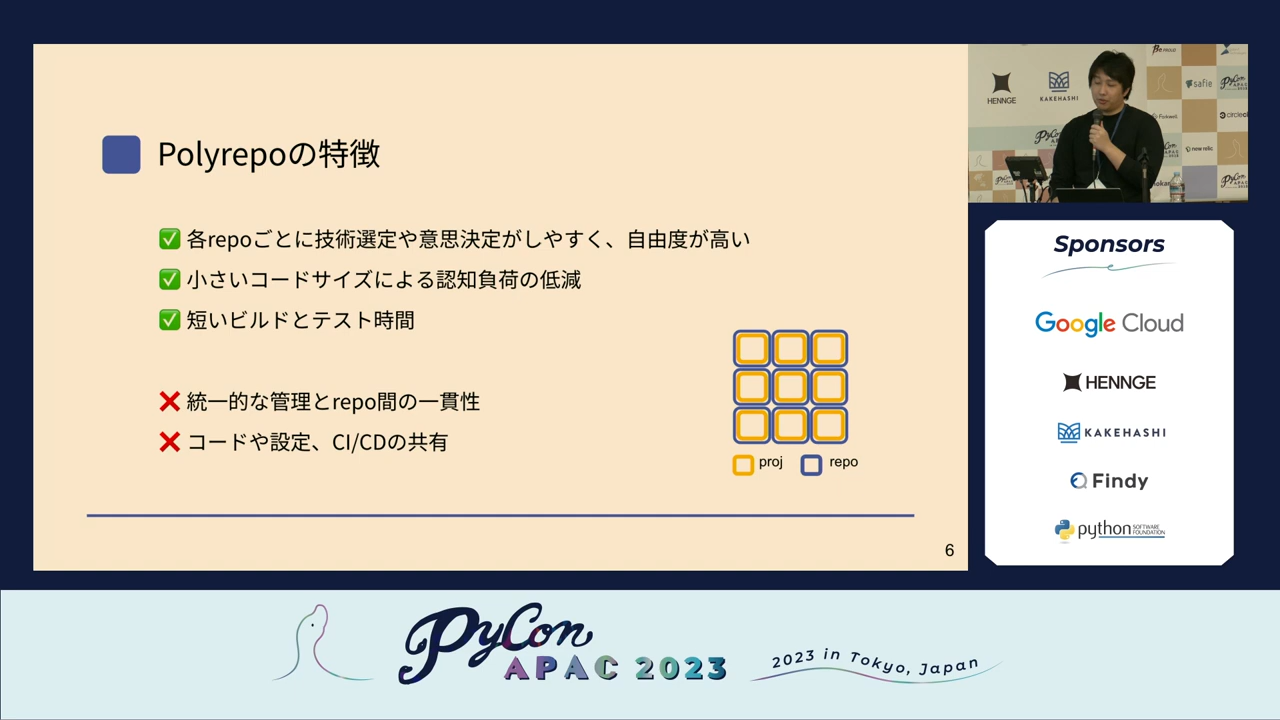 Polyrepoの特徴
✅ 各repoごとに技術選定や意思決定がしやすく、自由度が高い
✅ 小さいコードサイズによる認知負荷の低減
✅ 短いビルドとテスト時間
❌ 統一的な管理とrepo間の一貫性
❌ コードや設定、CI/CDの共有
proj
repo
6
HENNGE
KAKEHASHI
safie
new relic
Sponsors
Google Cloud
HENNGE
KAKEHASHI
Findy
python SOFTWARE FOUNDATION
PyCon
APAC 2023
2023 in Tokyo, Japan